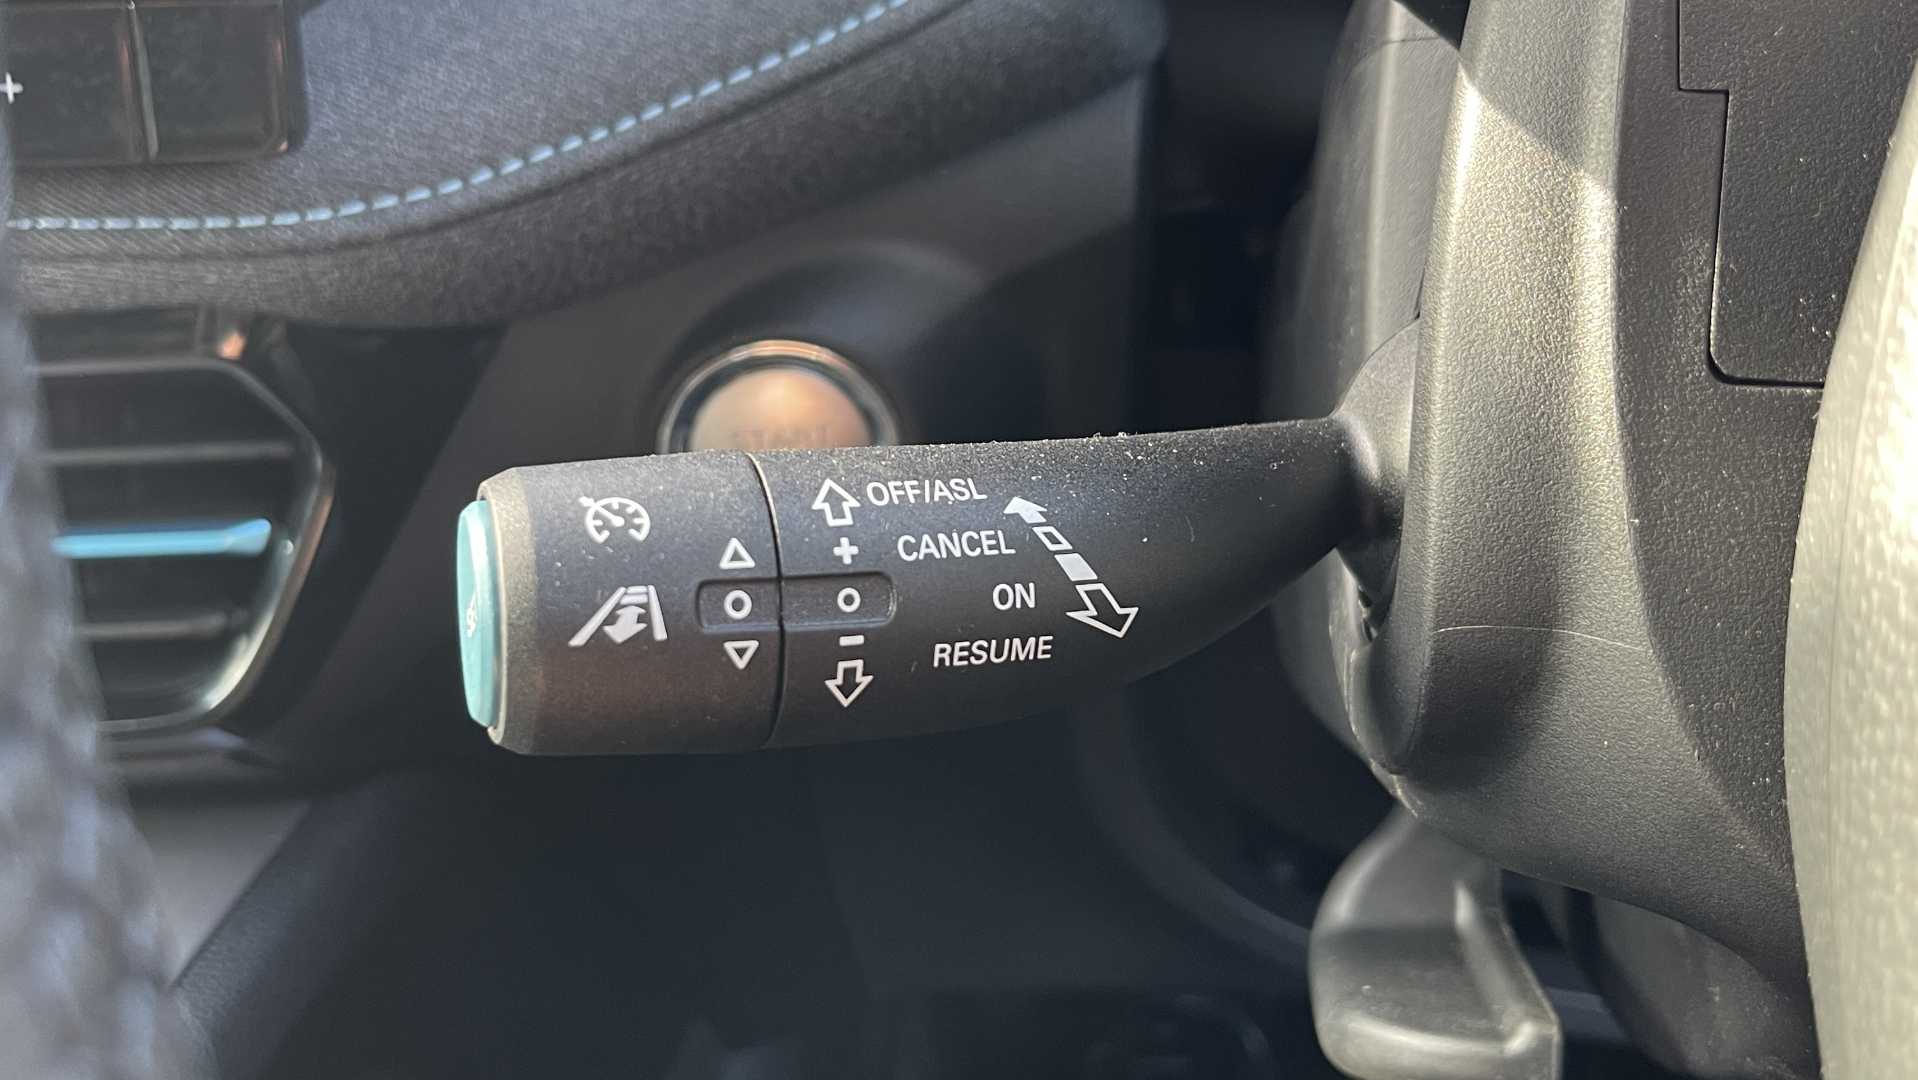 +
OFF/ASL
+ CANCEL
ON
- RESUME